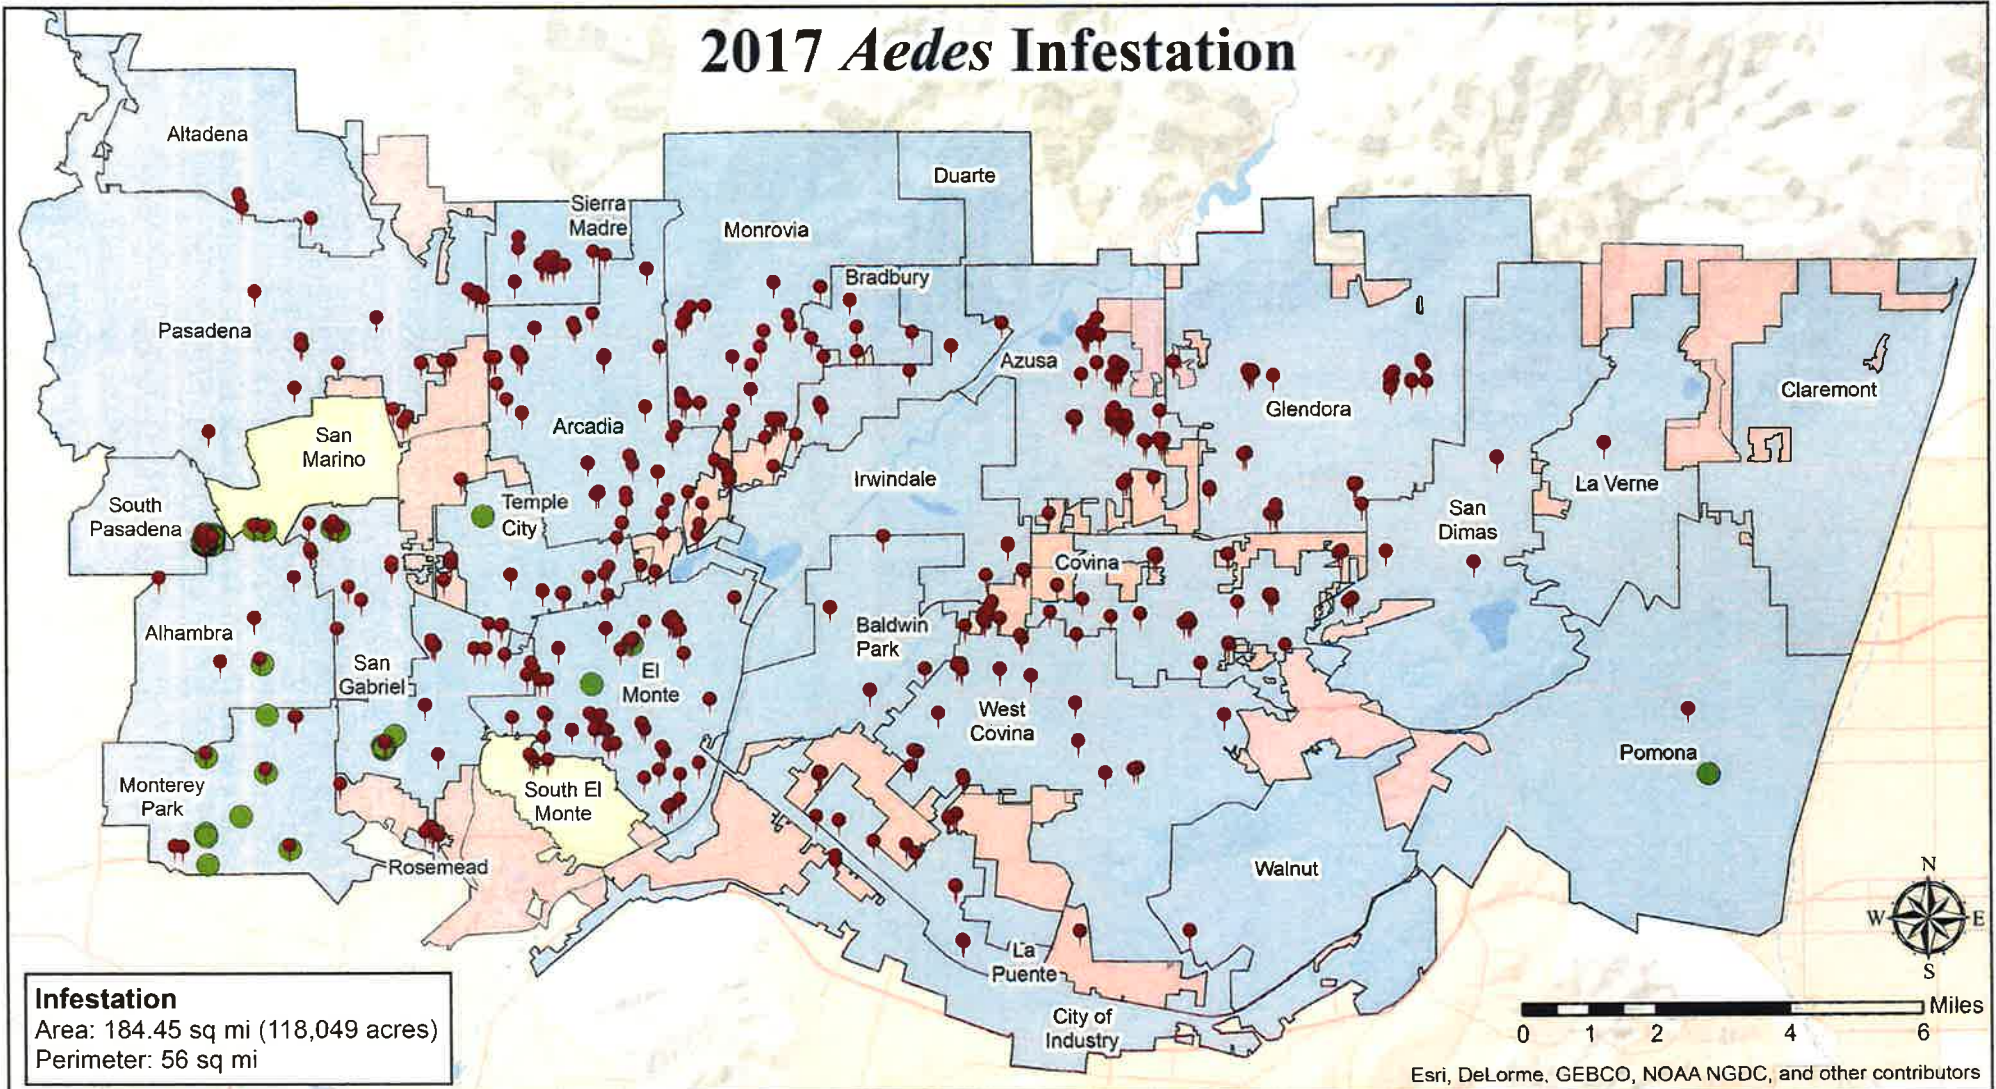 2017 Aedes Infestation
Altadena
Duarte
Sierra
Madre
Monrovia
Bradbury
Pasadena
Azusa
Claremont
Glendora
Arcadia
San
Marino
Irwindale
La Verne
South
Pasadena
Temple
City
San
Dimas
Covina
Alhambra
Baldwin
Park
San
Gabriel
El
Monte
West
Covina
Pomona
Monterey
Park
South El
Monte
Rosemead
Walnut
La
Puente
City of
Industry
N
W E
S
Infestation
Area: 184.45 sq mi (118,049 acres)
Perimeter: 56 sq mi
Miles
0 1 2 4 6
Esri, DeLorme, GEBCO, NOAA NGDC, and other contributors